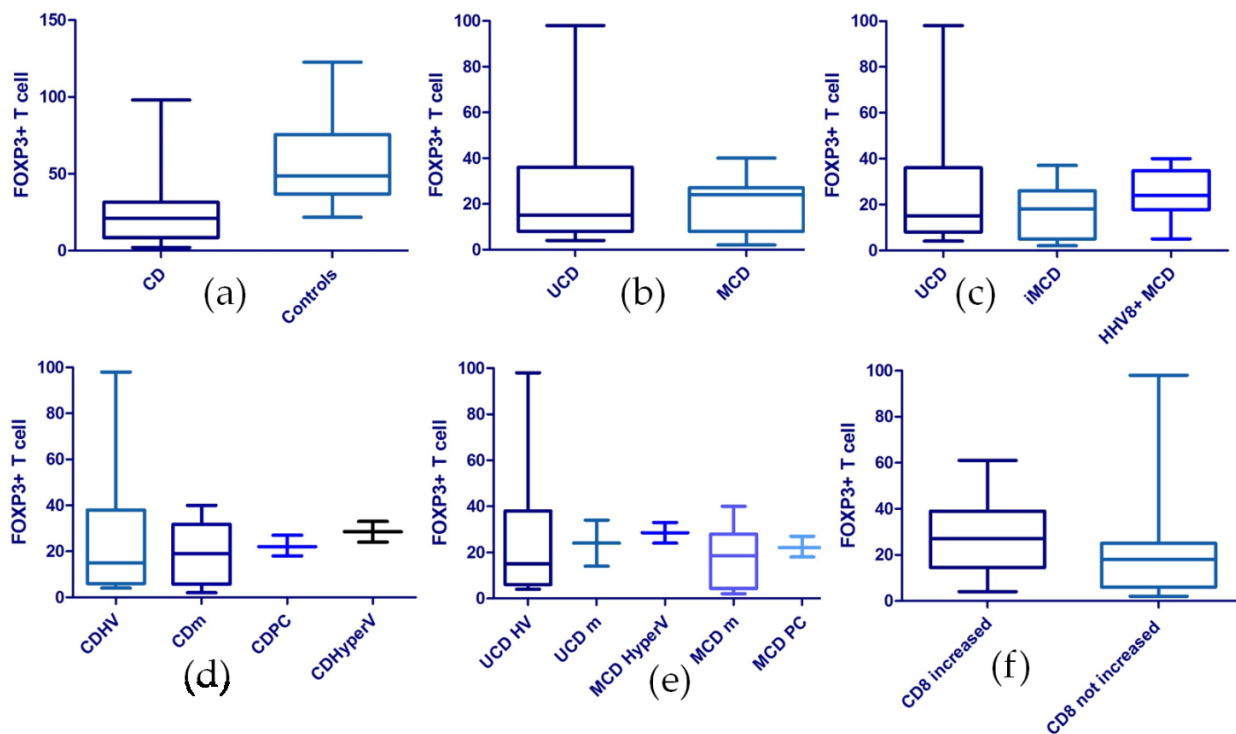 FOXP3+ T cell
150
100
50
0
CD
Controls
(a)
FOXP3+ T cell
100
80
60
40
20
0
UCD
MCD
(b)
FOXP3+ T cell
100
80
60
40
20
0
UCD
iMCD
HHV8+ MCD
(c)
FOXP3+ T cell
100
80
60
40
20
0
CDHV
CDm
CDPC
CDHyperV
(d)
FOXP3+ T cell
100
80
60
40
20
0
UCD HV
UCD m
MCD HyperV
MCD m
MCD PC
(e)
FOXP3+ T cell
100
80
60
40
20
0
CD8 increased
CD8 not increased
(f)